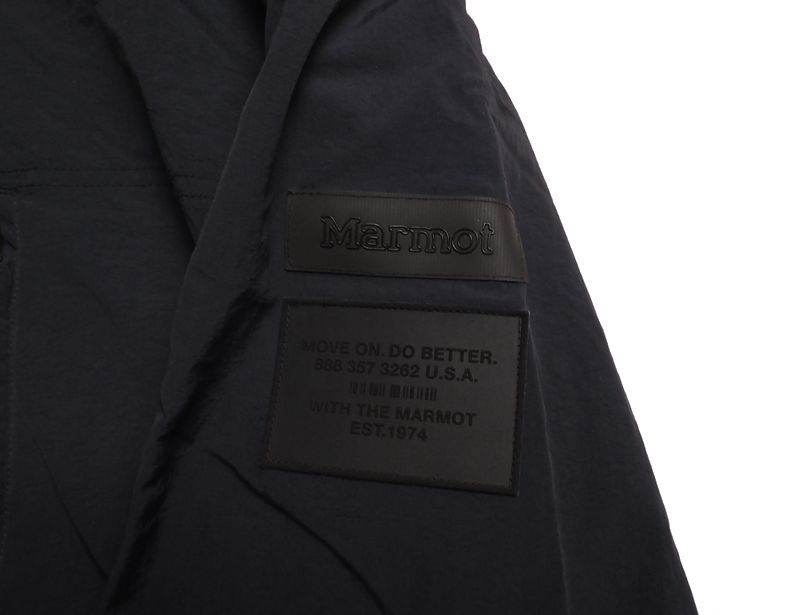 Marmot
MOVE ON. DO BETTER.
888 357 3262 U.S.A.
WITH THE MARMOT
EST.1974